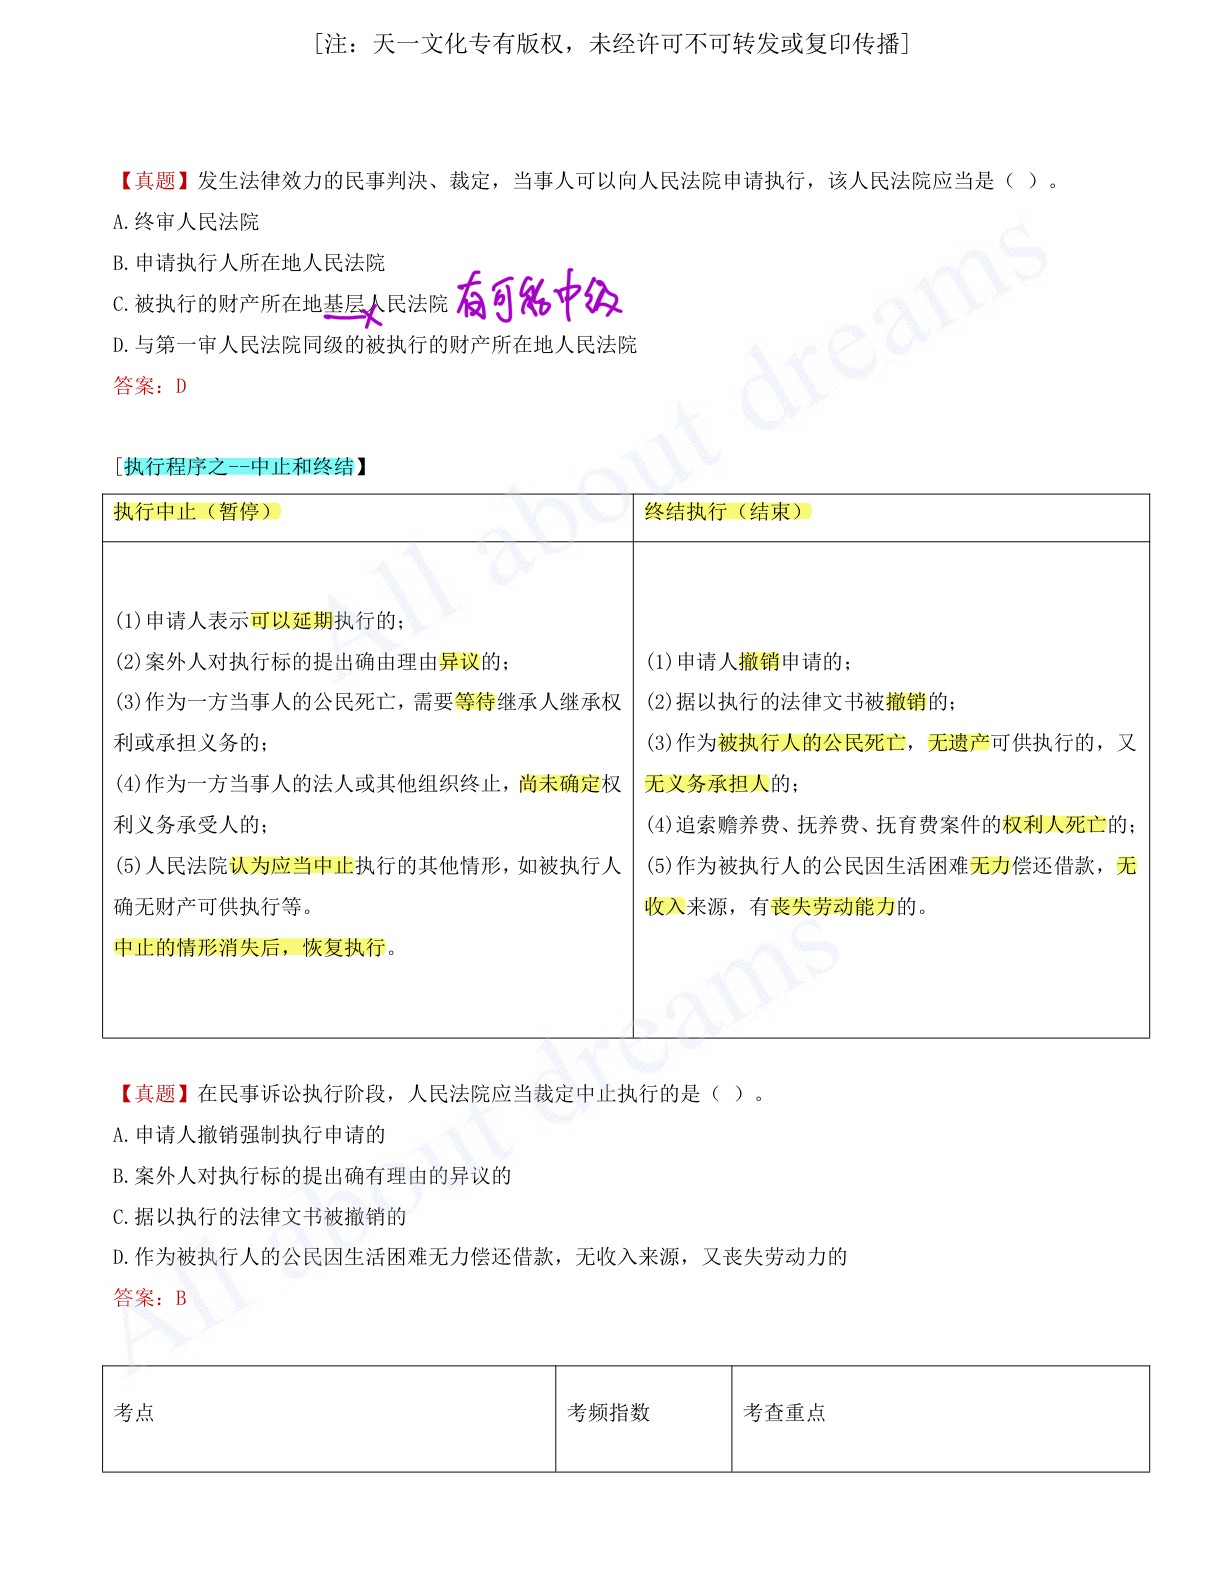 [注：天一文化专有版权，未经许可不可转发或复印传播]
【真题】发生法律效力的民事判决、裁定，当事人可以向人民法院申请执行，该人民法院应当是（ ）。
A.终审人民法院
B.申请执行人所在地人民法院
C.被执行的财产所在地基层人民法院 有可能中级
D.与第一审人民法院同级的被执行的财产所在地人民法院
答案：D
[执行程序之--中止和终结】
执行中止（暂停）
终结执行（结束）
(1)申请人表示可以延期执行的；
(2)案外人对执行标的提出确由理由异议的；
(3)作为一方当事人的公民死亡，需要等待继承人继承权
利或承担义务的；
(4)作为一方当事人的法人或其他组织终止，尚未确定权
利义务承受人的；
(5)人民法院认为应当中止执行的其他情形，如被执行人
确无财产可供执行等。
中止的情形消失后，恢复执行。
(1)申请人撤销申请的；
(2)据以执行的法律文书被撤销的；
(3)作为被执行人的公民死亡，无遗产可供执行的，又
无义务承担人的；
(4)追索赡养费、抚养费、抚育费案件的权利人死亡的；
(5)作为被执行人的公民因生活困难无力偿还借款，无
收入来源，有丧失劳动能力的。
【真题】在民事诉讼执行阶段，人民法院应当裁定中止执行的是（ ）。
A.申请人撤销强制执行申请的
B.案外人对执行标的提出确有理由的异议的
C.据以执行的法律文书被撤销的
D.作为被执行人的公民因生活困难无力偿还借款，无收入来源，又丧失劳动力的
答案：B
考点
考频指数
考查重点
All about dreams
All about dreams